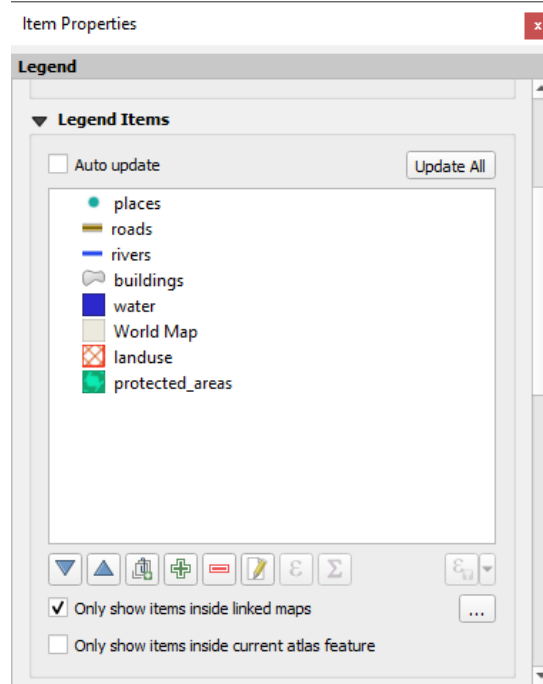 Item Properties
x
Legend
Legend Items
Auto update
Update All
places
roads
rivers
buildings
water
World Map
landuse
protected_areas
ε
Σ
ε
Only show items inside linked maps
...
Only show items inside current atlas feature